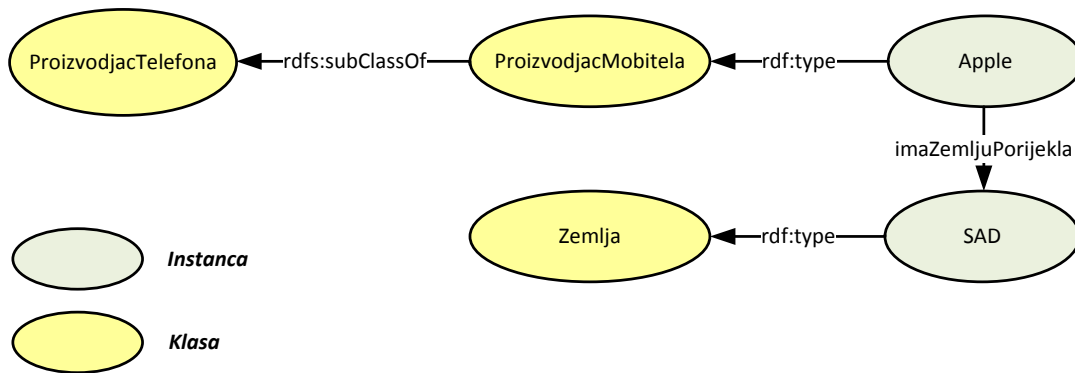 ProizvodjacTelefona
rdfs:subClassOf
ProizvodjacMobitela
rdf:type
Apple
imaZemljuPorijekla
Zemlja
rdf:type
SAD
Instanca
Klasa